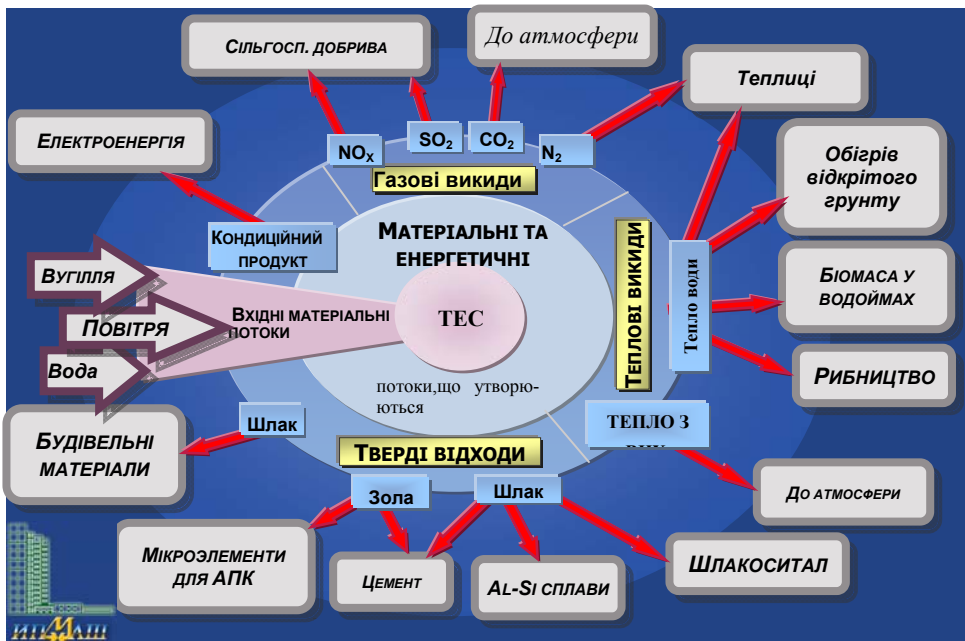 Сільгосп. добрива
До атмосфери
Теплиці
Електроенергія
NOX
SO2
CO2
N2
Газові викиди
Обігрів
відкритого
грунту
Кондиційний
продукт
Матеріальні та
енергетичні
Теплові викиди
Тепло води
Вугілля
Повітря
Вода
Вхідні матеріальні
потоки
ТЕС
Біомаса у
водоймах
Рибництво
потоки,що утворю-
ються
Шлак
Будівельні
матеріали
Тверді відходи
ТЕПЛО З
Зола
Шлак
До атмосфери
Мікроэлементи
для АПК
Цемент
Al-Si сплави
Шлакоситал
ИПМАШ